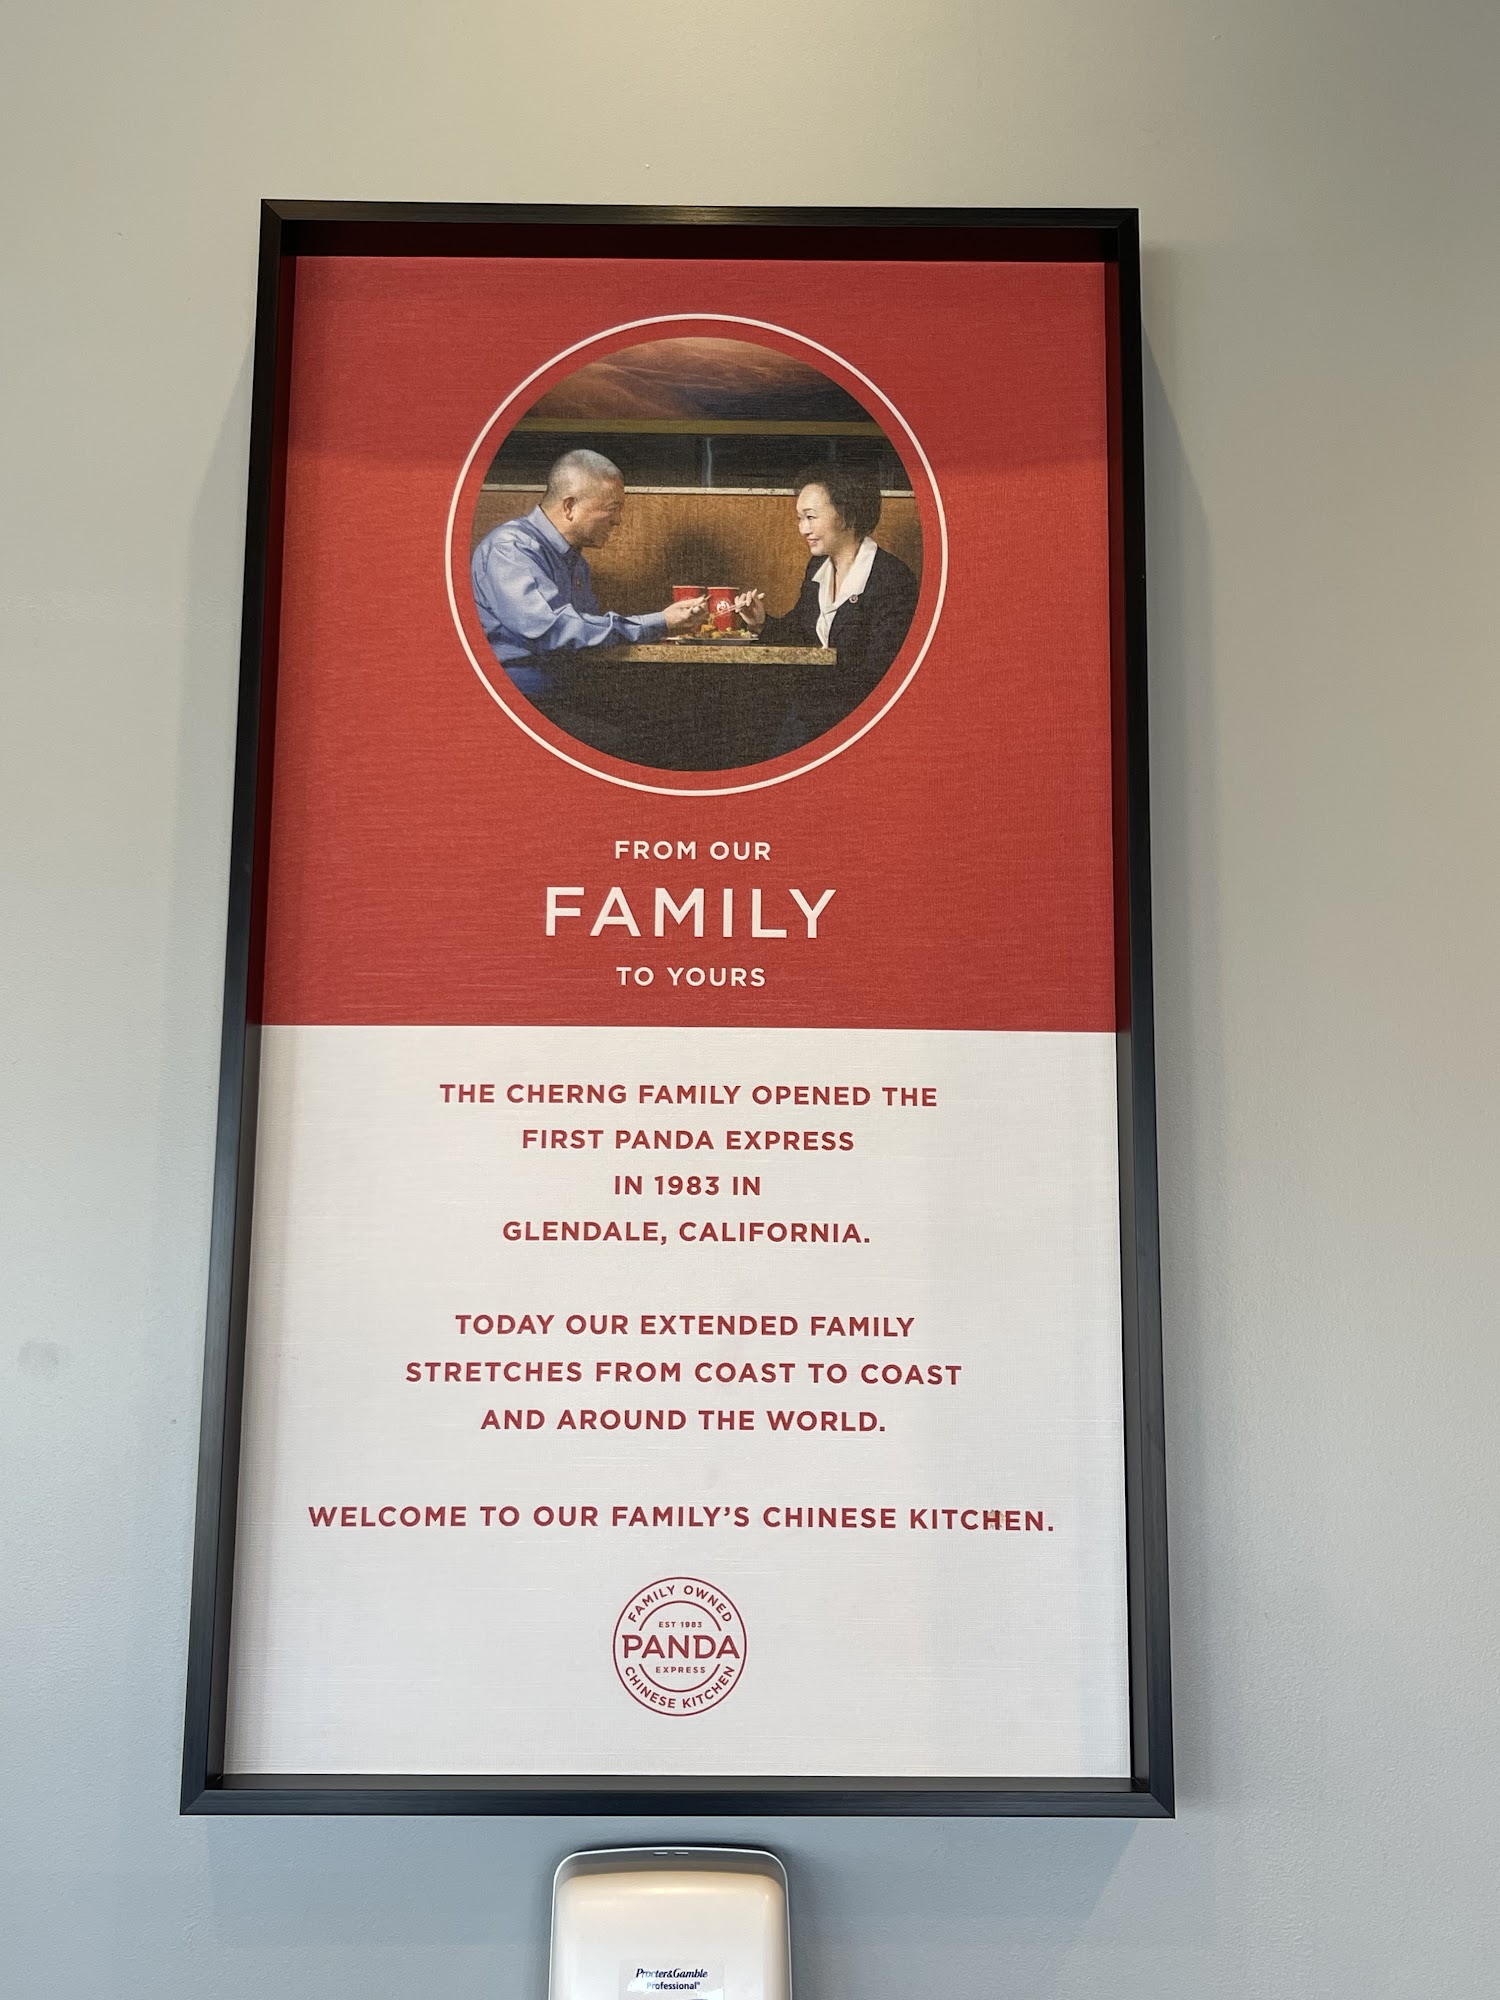 FROM OUR
FAMILY
TO YOURS
THE CHERNG FAMILY OPENED THE
FIRST PANDA EXPRESS
IN 1983 IN
GLENDALE, CALIFORNIA.
TODAY OUR EXTENDED FAMILY
STRETCHES FROM COAST TO COAST
AND AROUND THE WORLD.
WELCOME TO OUR FAMILY'S CHINESE KITCHEN.
FAMILY OWNED
EST 1983
PANDA
EXPRESS
CHINESE KITCHEN
Procter&Gamble
Professional